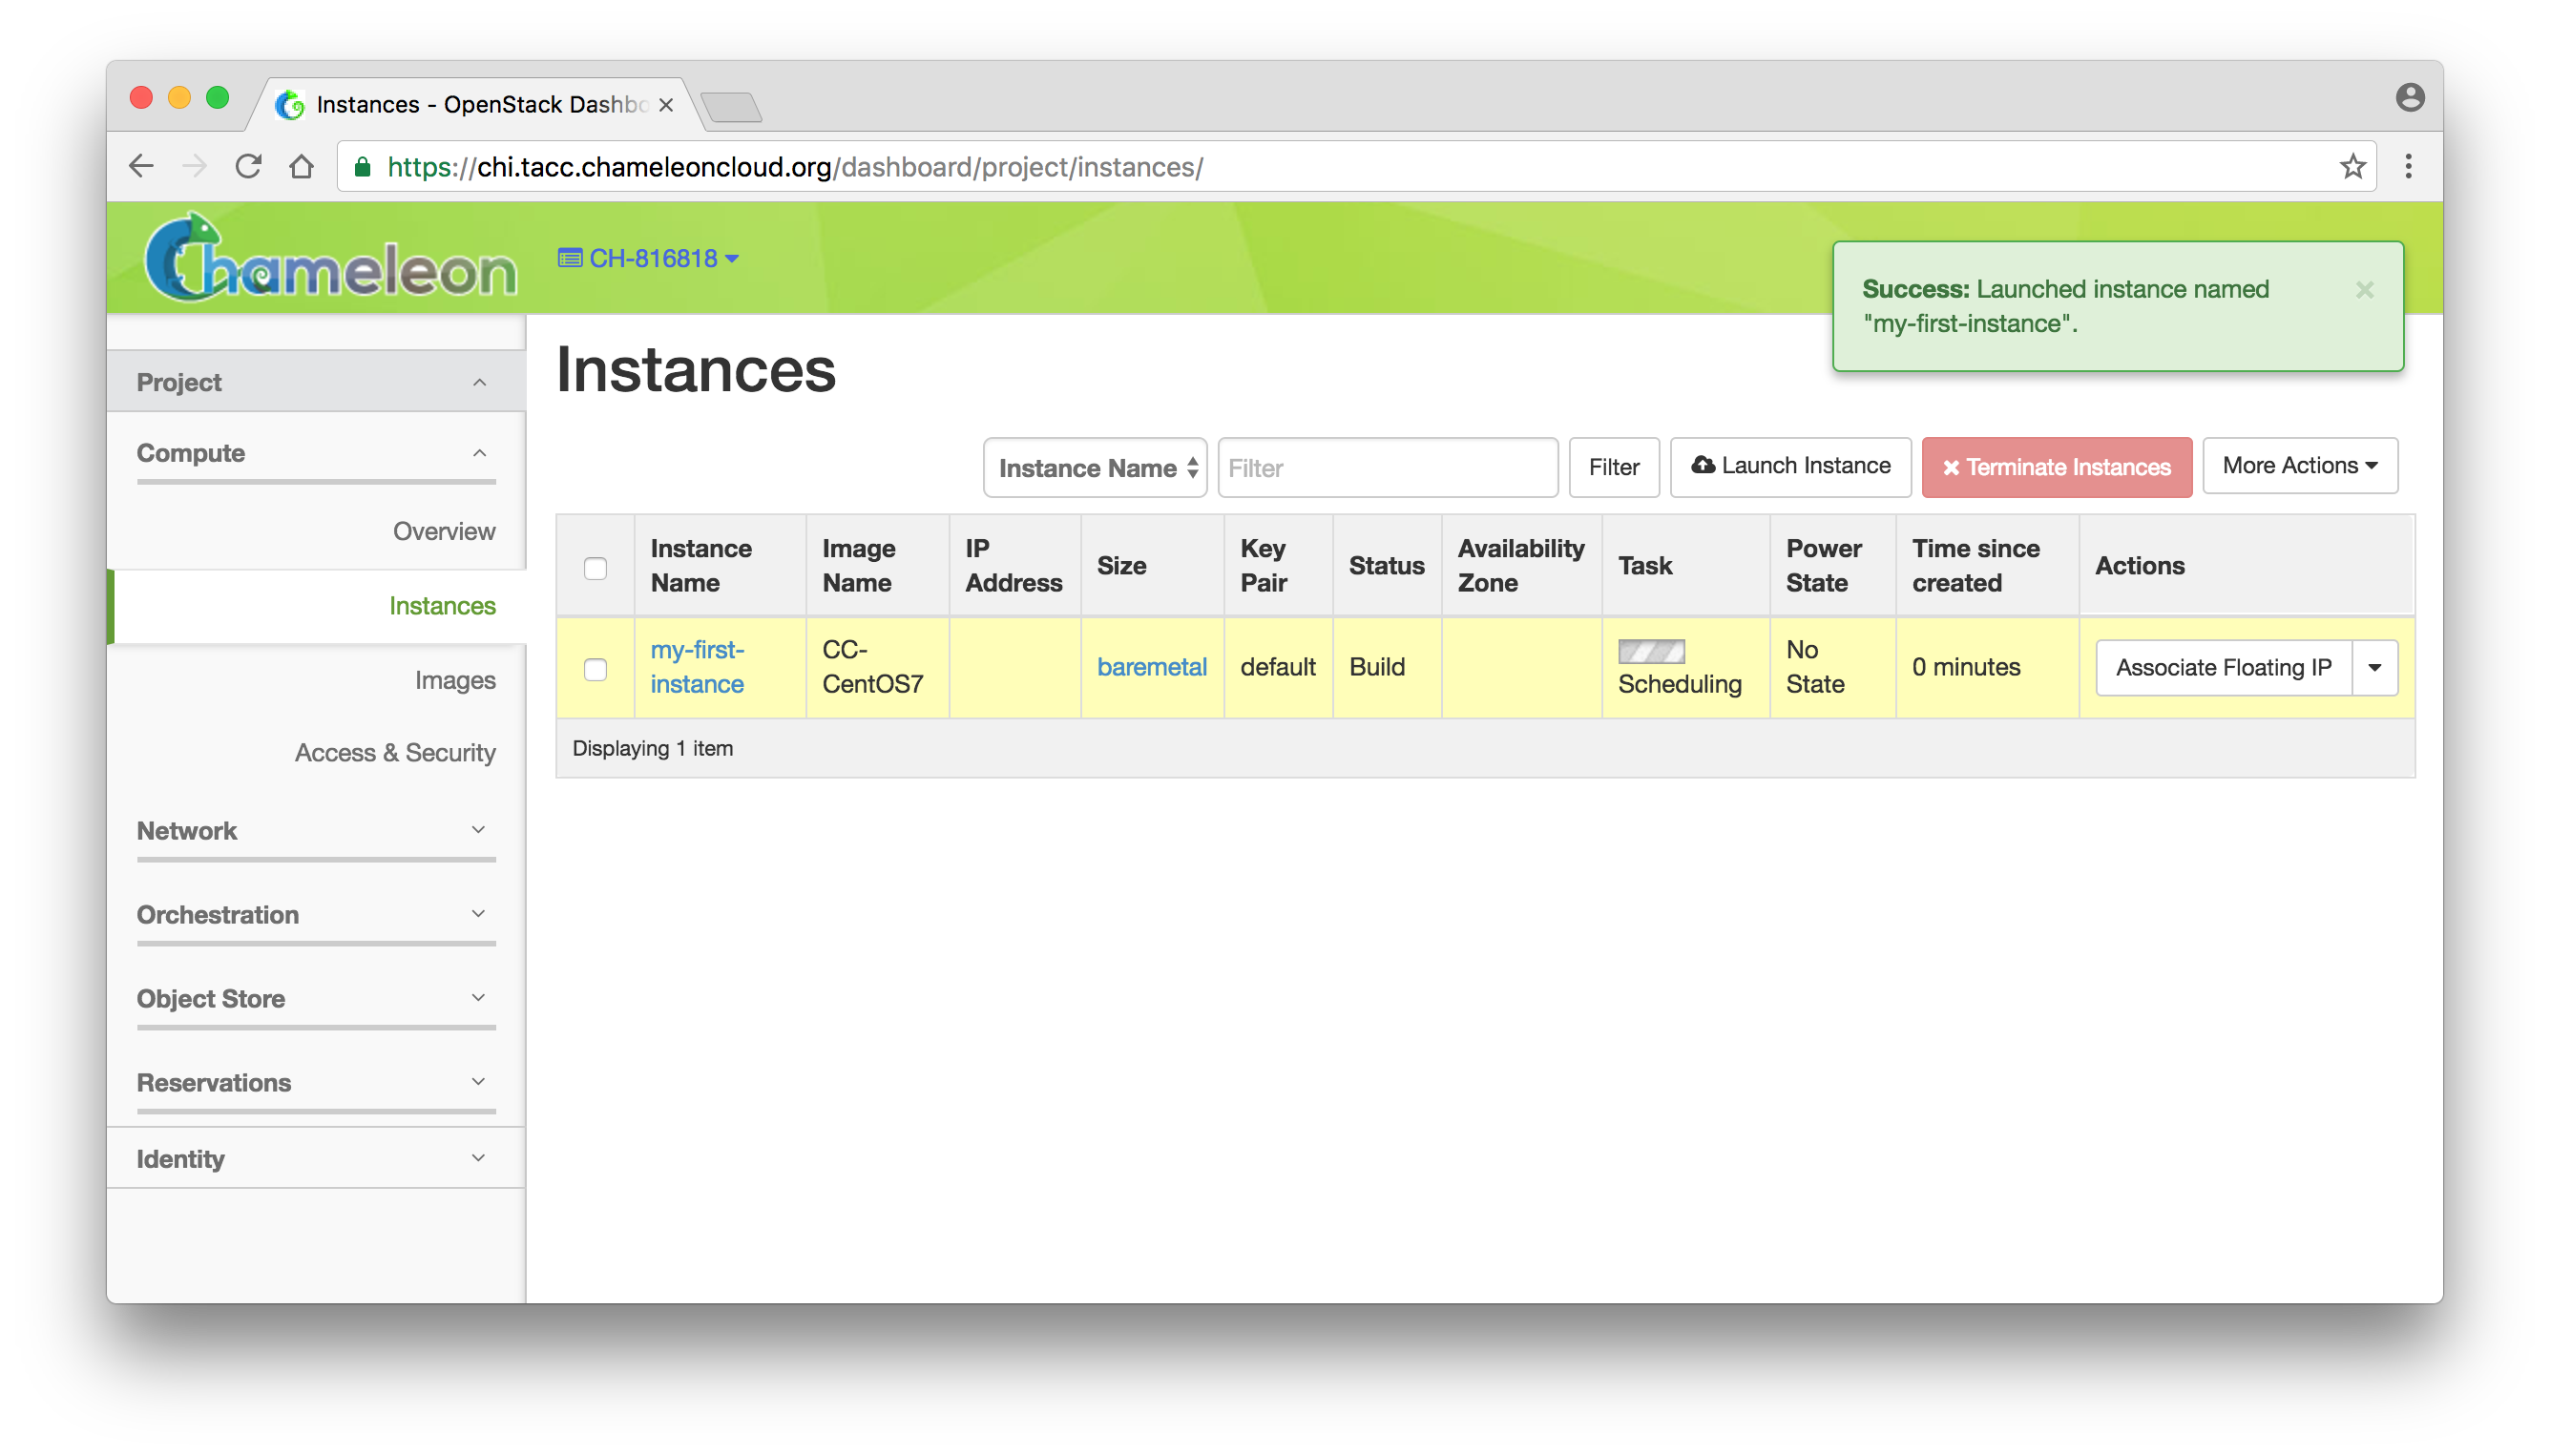 Instances - OpenStack Dashbo
https://chi.tacc.chameleoncloud.org/dashboard/project/instances/
Chameleon
CH-816818
Success: Launched instance named
"my-first-instance".
Project
Compute
Overview
Instances
Images
Access & Security
Network
Orchestration
Object Store
Reservations
Identity
Instances
Instance Name
Filter
Filter
Launch Instance
Terminate Instances
More Actions
Instance
Name
Image
Name
IP
Address
Size
Key
Pair
Status
Availability
Zone
Task
Power
State
Time since
created
Actions
my-first-
instance
CC-
CentOS7
baremetal
default
Build
Scheduling
No
State
0 minutes
Associate Floating IP
Displaying 1 item